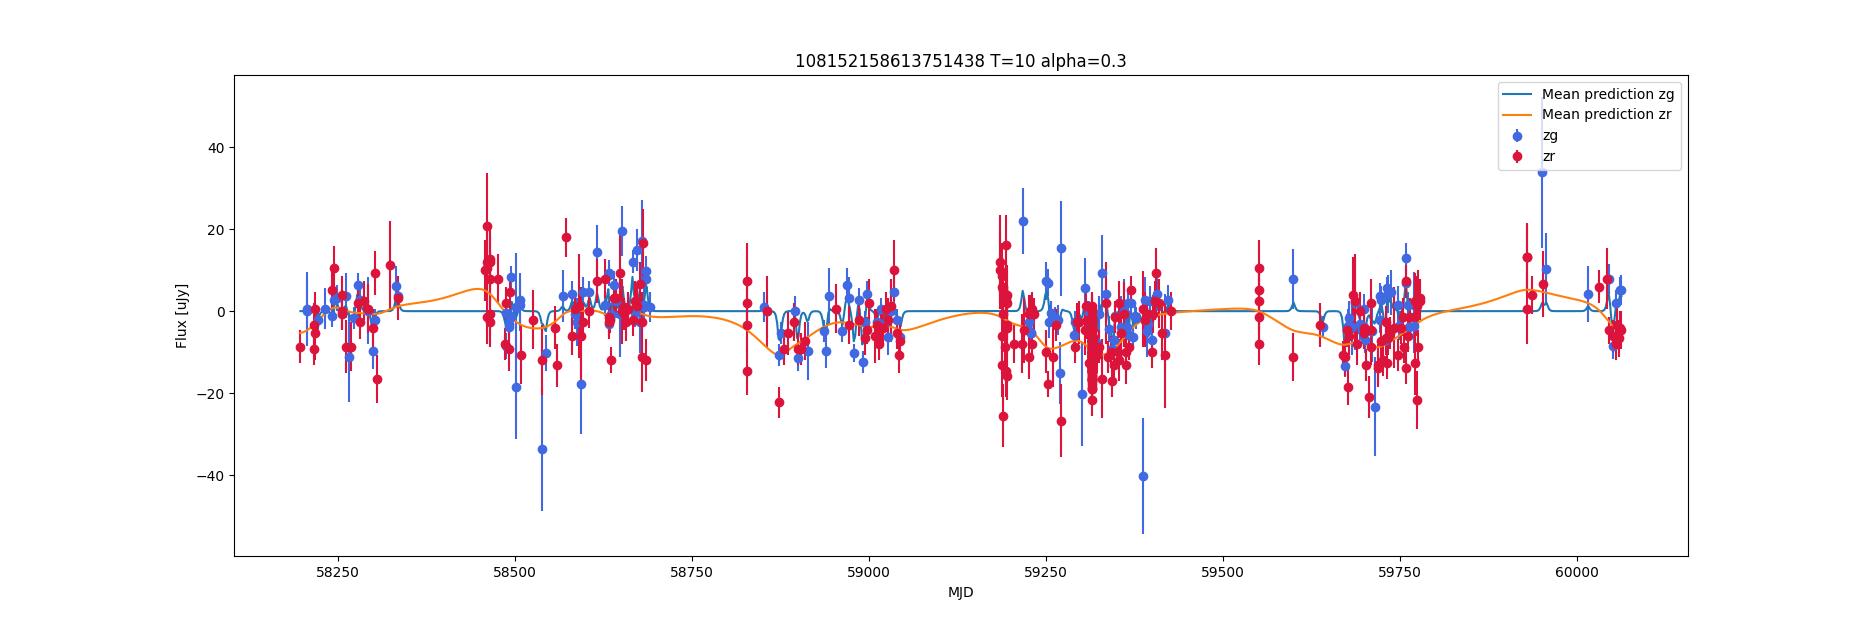 108152158613751438 T=10 alpha=0.3
Mean prediction zg
Mean prediction zr
zg
zr
Flux [uJy]
40
20
0
−20
−40
58250 58500 58750 59000 59250 59500 59750 60000
MJD